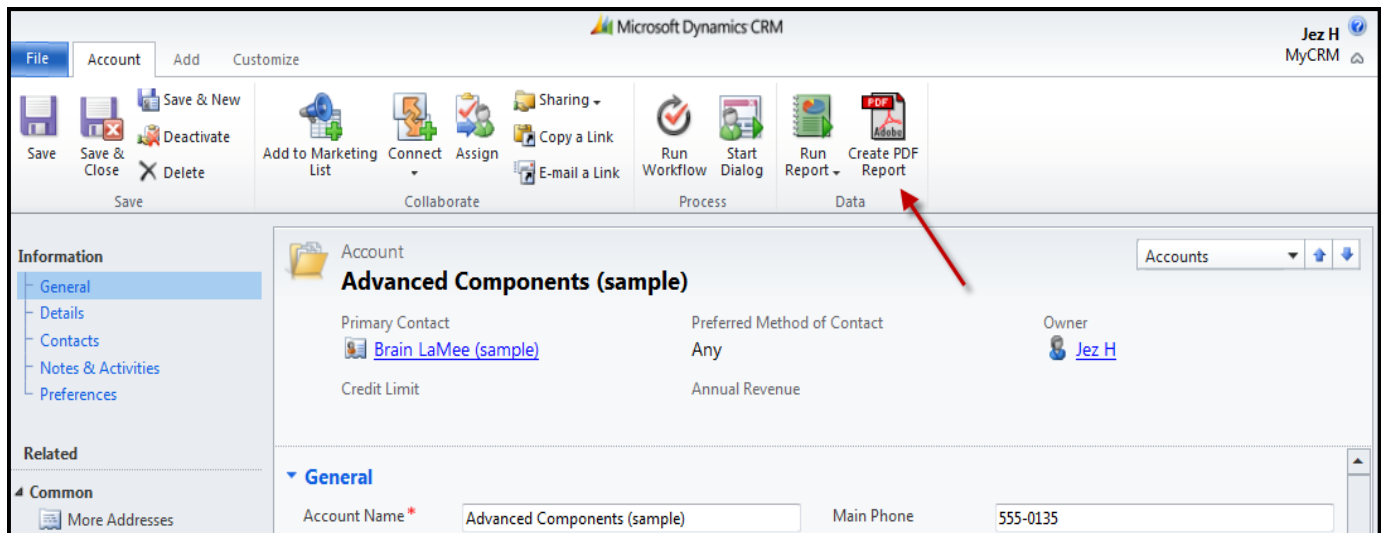 Microsoft Dynamics CRM
Jez H
MyCRM
File Account Add Customize
Save
Save & Close
Save & New
Deactivate
Delete
Save
Add to Marketing List
Connect
Assign
Sharing
Copy a Link
E-mail a Link
Collaborate
Run Workflow
Start Dialog
Process
Run Report
PDF
Adobe
Create PDF Report
Data
Information
General
Details
Contacts
Notes & Activities
Preferences
Related
Common
More Addresses
Account
Advanced Components (sample)
Accounts
Primary Contact Preferred Method of Contact Owner
Brain LaMee (sample) Any Jez H
Credit Limit Annual Revenue
General
Account Name* Advanced Components (sample) Main Phone 555-0135